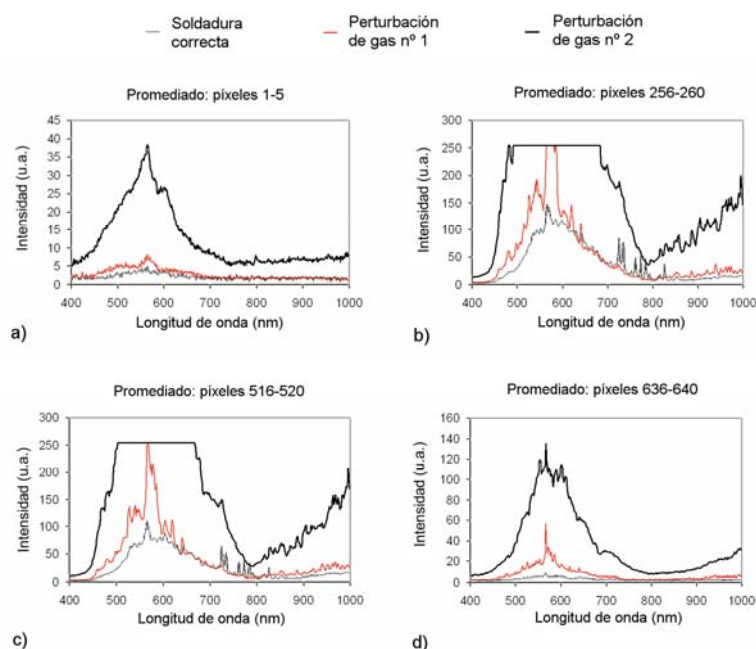 Soldadura correcta
Perturbación de gas nº 1
Perturbación de gas nº 2
Promediado: pixeles 1-5
Intensidad (u.a.)
45
40
35
30
25
20
15
10
5
0
400 500 600 700 800 900 1000
Longitud de onda (nm)
a)
Promediado: pixeles 256-260
Intensidad (u.a.)
300
250
200
150
100
50
0
400 500 600 700 800 900 1000
Longitud de onda (nm)
b)
Promediado: píxeles 516-520
Intensidad (u.a.)
300
250
200
150
100
50
0
400 500 600 700 800 900 1000
Longitud de onda (nm)
c)
Promediado: píxeles 636-640
Intensidad (u.a.)
160
140
120
100
80
60
40
20
0
400 500 600 700 800 900 1000
Longitud de onda (nm)
d)